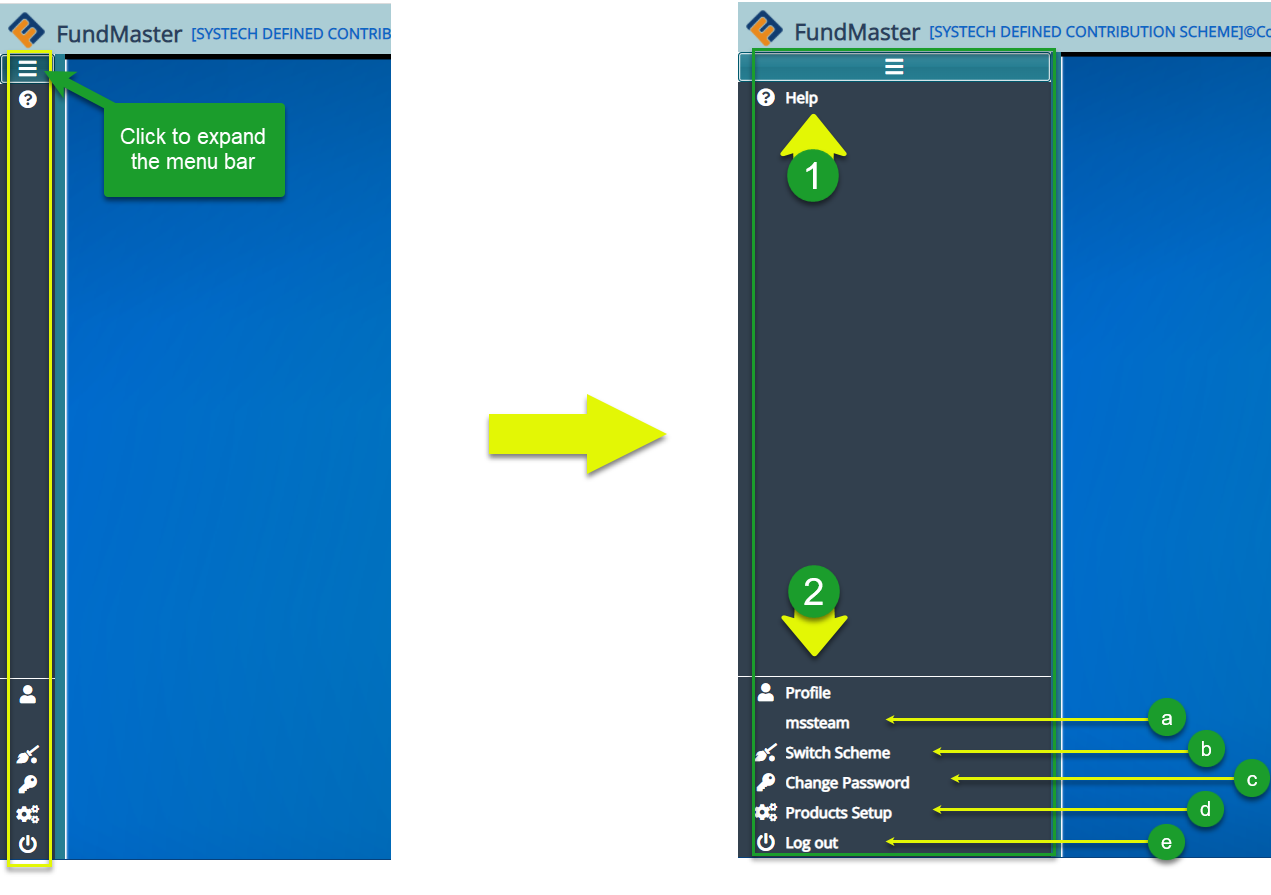 FundMaster [SYSTECH DEFINED CONTRIB
Click to expand
the menu bar
FundMaster [SYSTECH DEFINED CONTRIBUTION SCHEME]©Co
Help
1
2
Profile
mssteam
a
Switch Scheme
b
Change Password
c
Products Setup
d
Log out
e